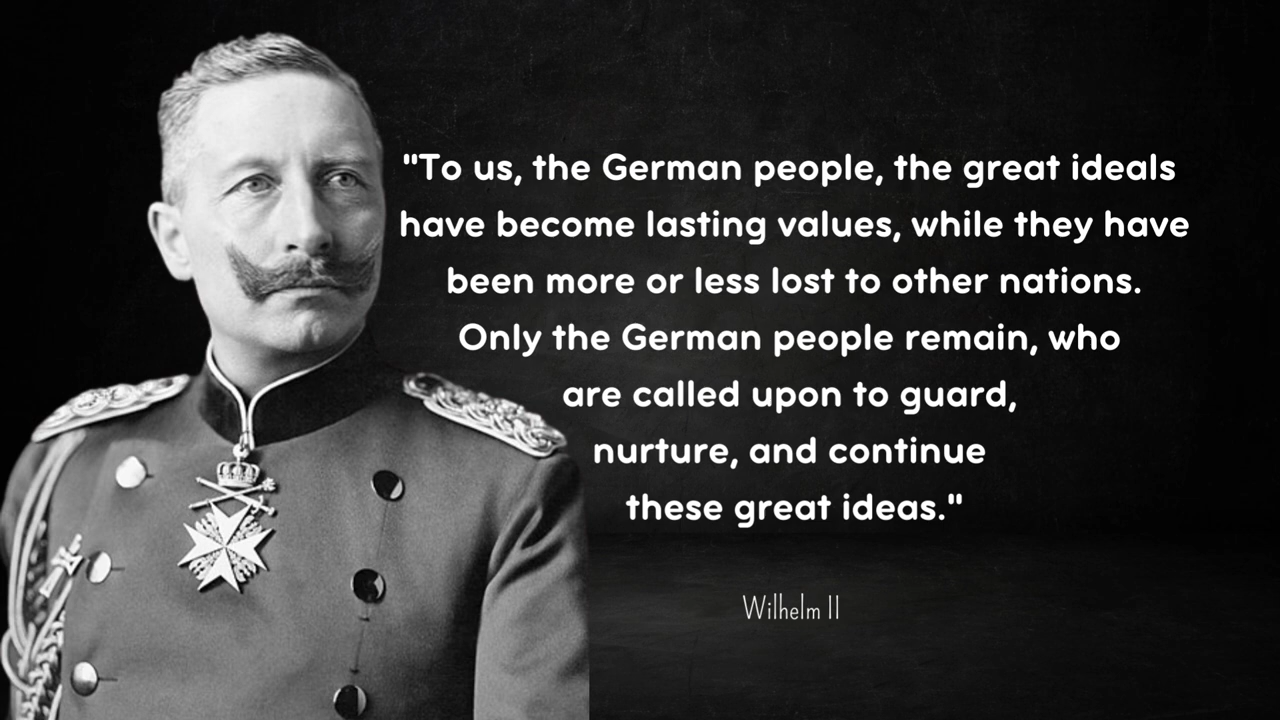 "To us, the German people, the great ideals
have become lasting values, while they have
been more or less lost to other nations.
Only the German people remain, who
are called upon to guard,
nurture, and continue
these great ideas."
Wilhelm II